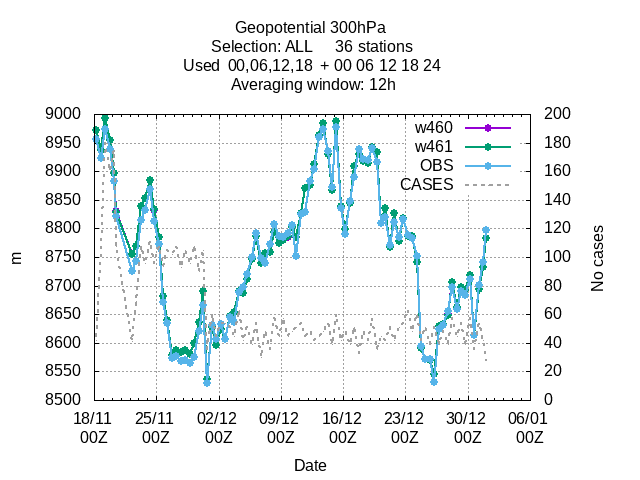 Geopotential 300hPa
Selection: ALL 36 stations
Used 00,06,12,18 + 00 06 12 18 24
Averaging window: 12h
9000
8950
8900
8850
8800
8750
8700
8650
8600
8550
8500
m
200
180
160
140
120
100
80
60
40
20
0
No cases
w460
w461
OBS
CASES
18/11 25/11 02/12 09/12 16/12 23/12 30/12 06/01
00Z 00Z 00Z 00Z 00Z 00Z 00Z 00Z
Date